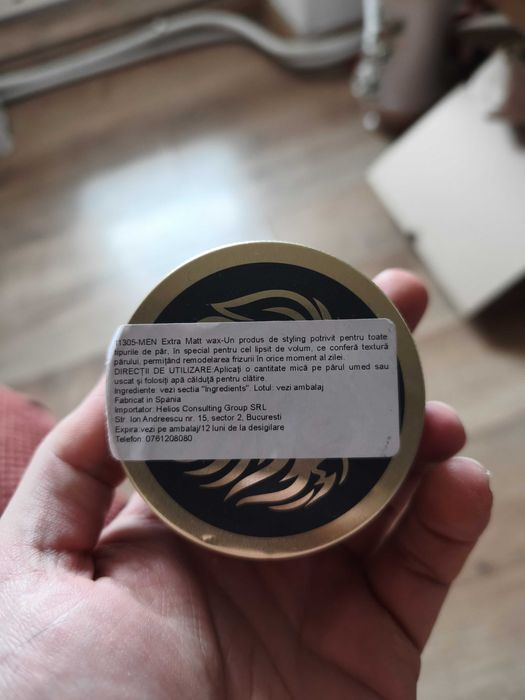 11305-MEN Extra Matt wax-Un produs de styling potrivit pentru toate
tipurile de păr, în special pentru cel lipsit de volum, ce conferă textură
părului, permițând remodelarea frizurii în orice moment al zilei.
DIRECȚII DE UTILIZARE:Aplicați o cantitate mică pe părul umed sau
uscat și folosiți apă călduță pentru clătire.
Ingrediente: vezi sectia "Ingredients". Lotul: vezi ambalaj
Fabricat in Spania
Importator: Helios Consulting Group SRL
Str. Ion Andreescu nr. 15, sector 2, Bucuresti
Expira:vezi pe ambalaj/12 luni de la desigilare
Telefon: 0761208080